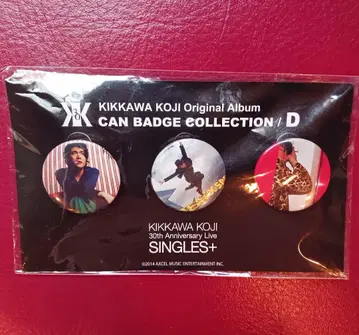 KIKKAWA KOJI Original Album
CAN BADGE COLLECTION / D
KIKKAWA KOJI
30th Anniversary Live
SINGLES+
©2014 AXCEL MUSIC ENTERTAINMENT INC.